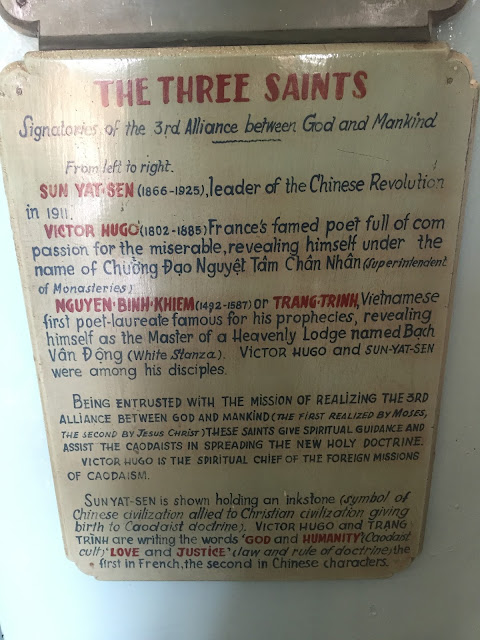 THE THREE SAINTS
Signatories of the 3rd Alliance between God and Mankind
From left to right.
SUN YAT-SEN (1866-1925), leader of the Chinese Revolution
in 1911.
VICTOR HUGO (1802-1885) France's famed poet full of com
passion for the miserable, revealing himself under the
name of Chưởng Đạo Nguyệt Tâm Chân Nhân (Superintendent
of Monasteries)
NGUYEN-BINH-KHIEM (1492-1587) or TRANG-TRINH, Vietnamese
first poet-laureate famous for his prophecies, revealing
himself as the Master of a Heavenly Lodge named Bạch
Vân Động (White Stanza). VICTOR HUGO and SUN-YAT-SEN
were among his disciples.
BEING ENTRUSTED WITH THE MISSION OF REALIZING THE 3RD
ALLIANCE BETWEEN GOD AND MANKIND (THE FIRST REALIZED BY MOSES,
THE SECOND BY JESUS CHRIST) THESE SAINTS GIVE SPIRITUAL GUIDANCE AND
ASSIST THE CAODAISTS IN SPREADING THE NEW HOLY DOCTRINE.
VICTOR HUGO IS THE SPIRITUAL CHIEF OF THE FOREIGN MISSIONS
OF CAODAISM.
SUN YAT-SEN is shown holding an inkstone (symbol of
Chinese civilization allied to Christian civilization giving
birth to Caodaist doctrine). VICTOR HUGO and TRANG
TRÌNH are writing the words 'GOD and HUMANITY' (Caodaist
cult) 'LOVE and JUSTICE' (law and rule of doctrine) the
first in French, the second in Chinese characters.